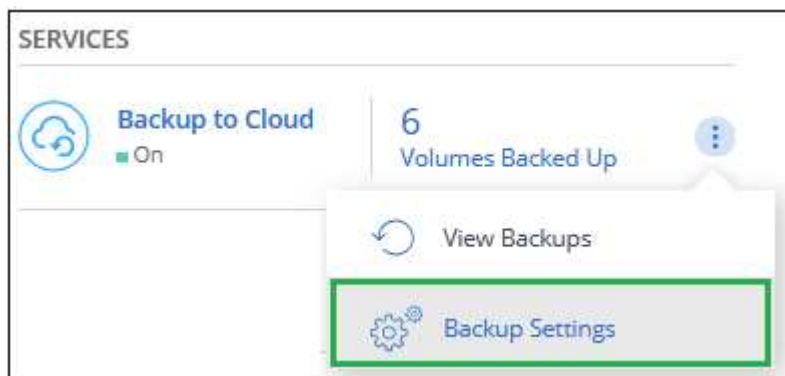 SERVICES
Backup to Cloud
On
6
Volumes Backed Up
View Backups
Backup Settings